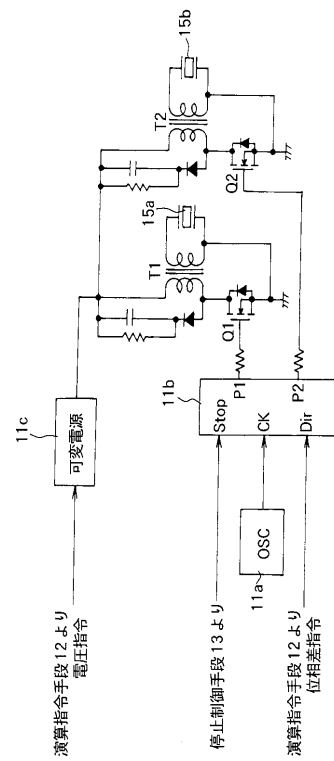 演算指令手段12より
電圧指令
11c
可変電源
停止制御手段13より
11a
OSC
演算指令手段12より
位相差指令
11b
Stop
CK
Dir
P1
P2
Q1
Q2
T1
T2
15a
15b